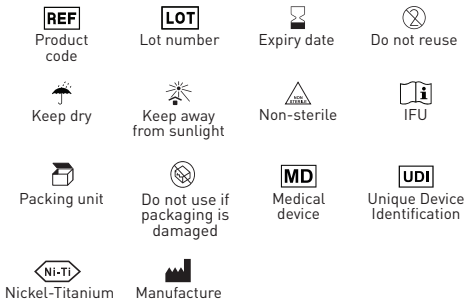 REF LOT
Product code Lot number Expiry date Do not reuse
NON STERILE i
Keep dry Keep away from sunlight Non-sterile IFU
MD UDI
Packing unit Do not use if packaging is damaged Medical device Unique Device Identification
Ni-Ti
Nickel-Titanium Manufacture